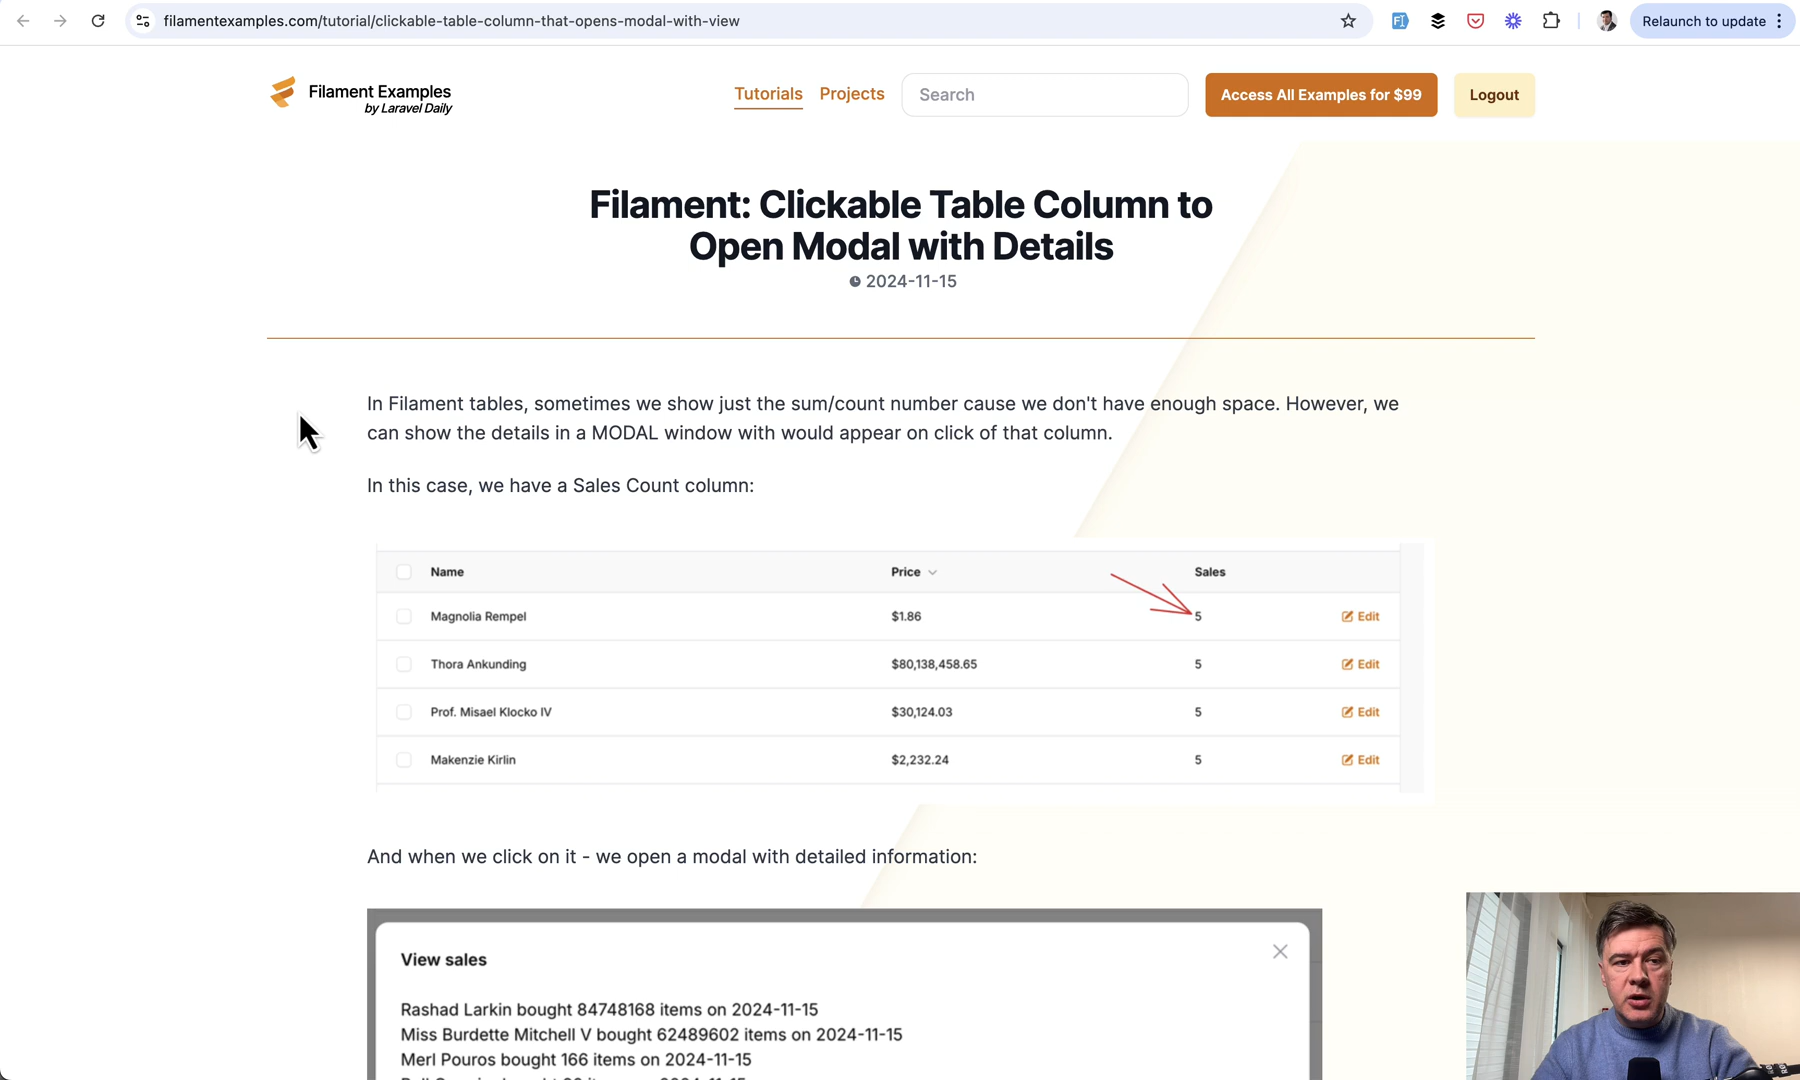 filamentexamples.com/tutorial/clickable-table-column-that-opens-modal-with-view
Relaunch to update
Filament Examples
by Laravel Daily
Tutorials
Projects
Search
Access All Examples for $99
Logout
Filament: Clickable Table Column to
Open Modal with Details
2024-11-15
In Filament tables, sometimes we show just the sum/count number cause we don't have enough space. However, we
can show the details in a MODAL window with would appear on click of that column.
In this case, we have a Sales Count column:
Name Price Sales
Magnolia Rempel $1.86 5 Edit
Thora Ankunding $80,138,458.65 5 Edit
Prof. Misael Klocko IV $30,124.03 5 Edit
Makenzie Kirlin $2,232.24 5 Edit
And when we click on it - we open a modal with detailed information:
View sales
Rashad Larkin bought 84748168 items on 2024-11-15
Miss Burdette Mitchell V bought 62489602 items on 2024-11-15
Merl Pouros bought 166 items on 2024-11-15